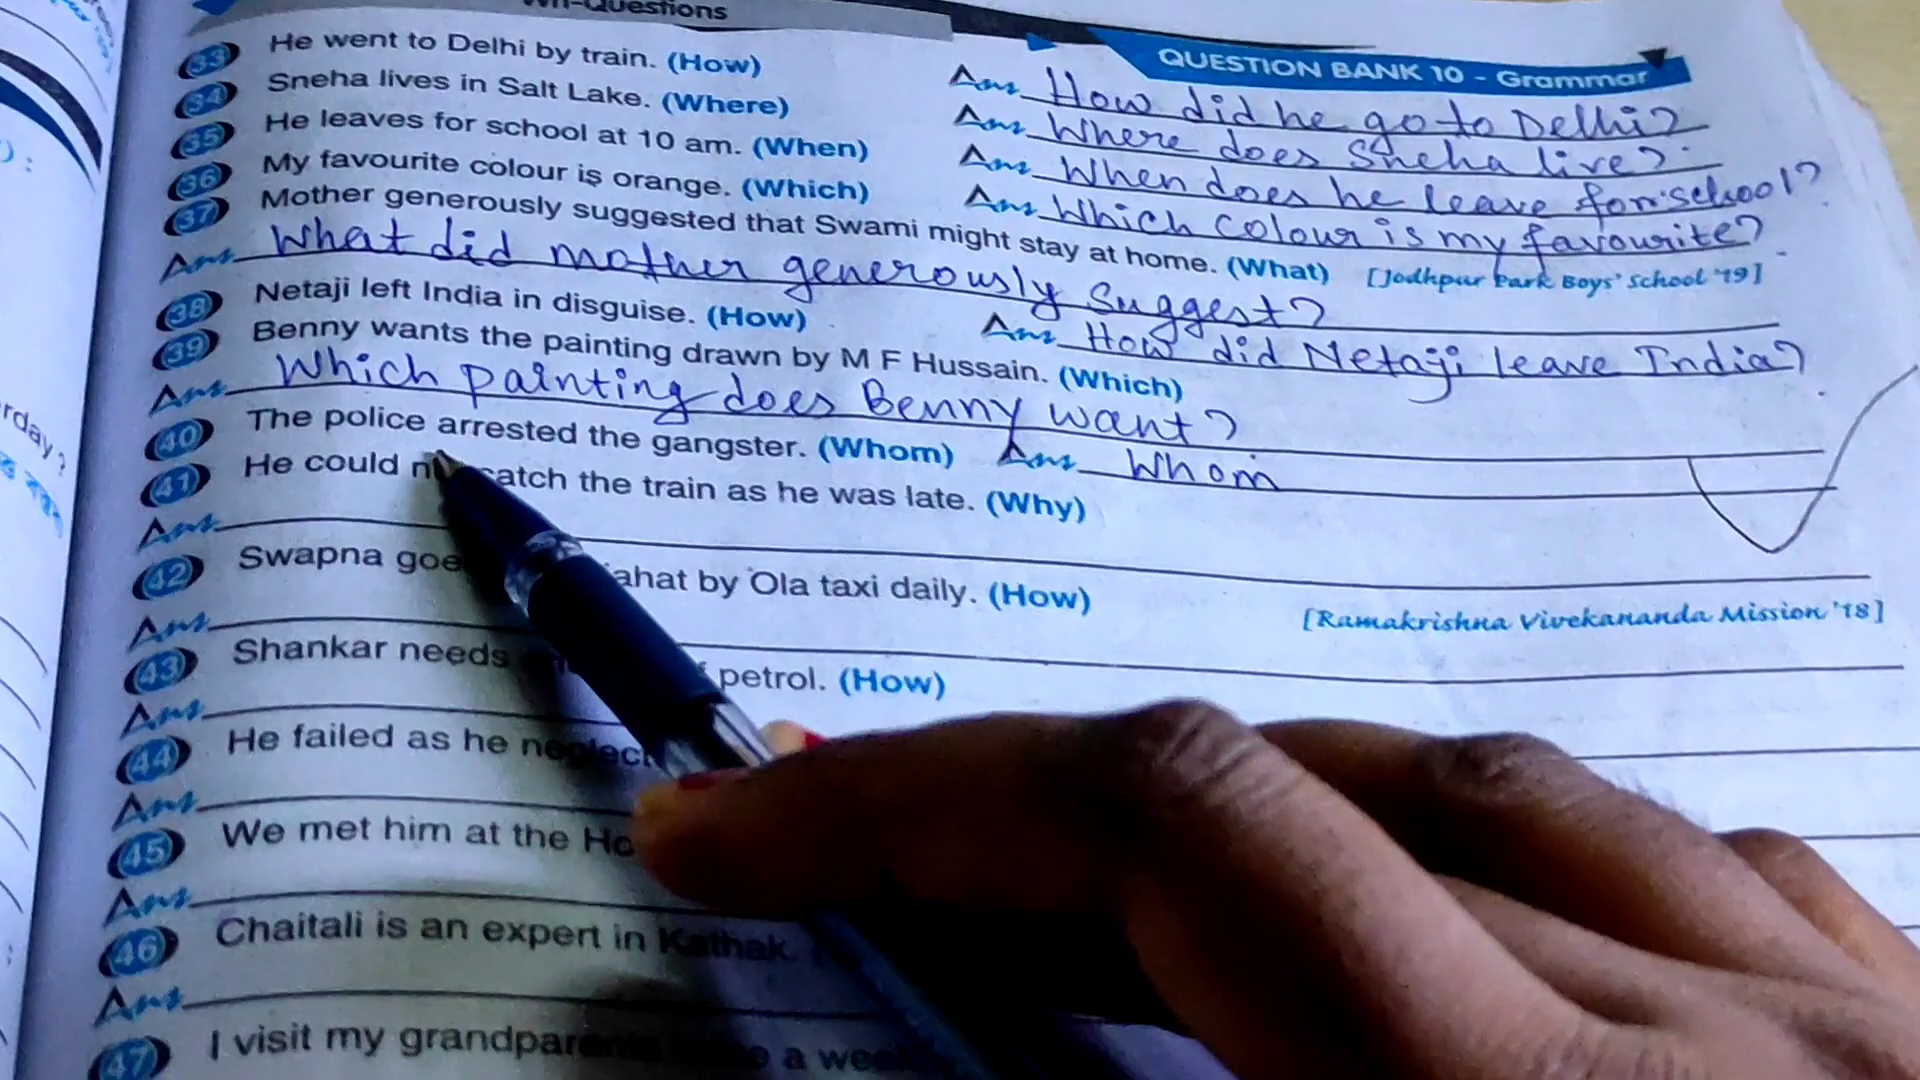 Wh-Questions
QUESTION BANK 10 - Grammar
33 He went to Delhi by train. (How)
Ans How did he go to Delhi?
34 Sneha lives in Salt Lake. (Where)
Ans Where does Sneha live?
35 He leaves for school at 10 am. (When)
Ans When does he leave for school?
36 My favourite colour is orange. (Which)
Ans Which colour is my favourite?
37 Mother generously suggested that Swami might stay at home. (What) [Jodhpur Park Boys' School '19]
Ans What did mother generously suggest?
38 Netaji left India in disguise. (How)
Ans How did Netaji leave India?
39 Benny wants the painting drawn by M F Hussain. (Which)
Ans Which painting does Benny want?
40 The police arrested the gangster. (Whom)
Ans Whom
41 He could catch the train as he was late. (Why)
Ans
42 Swapna by Ola taxi daily. (How)
[Ramakrishna Vivekananda Mission '18]
Ans
43 Shankar needs petrol. (How)
Ans
44 He failed as he
Ans
45 We met him at the
Ans
46 Chaitali is an expert in Kathak.
Ans
47 I visit my a
rday?